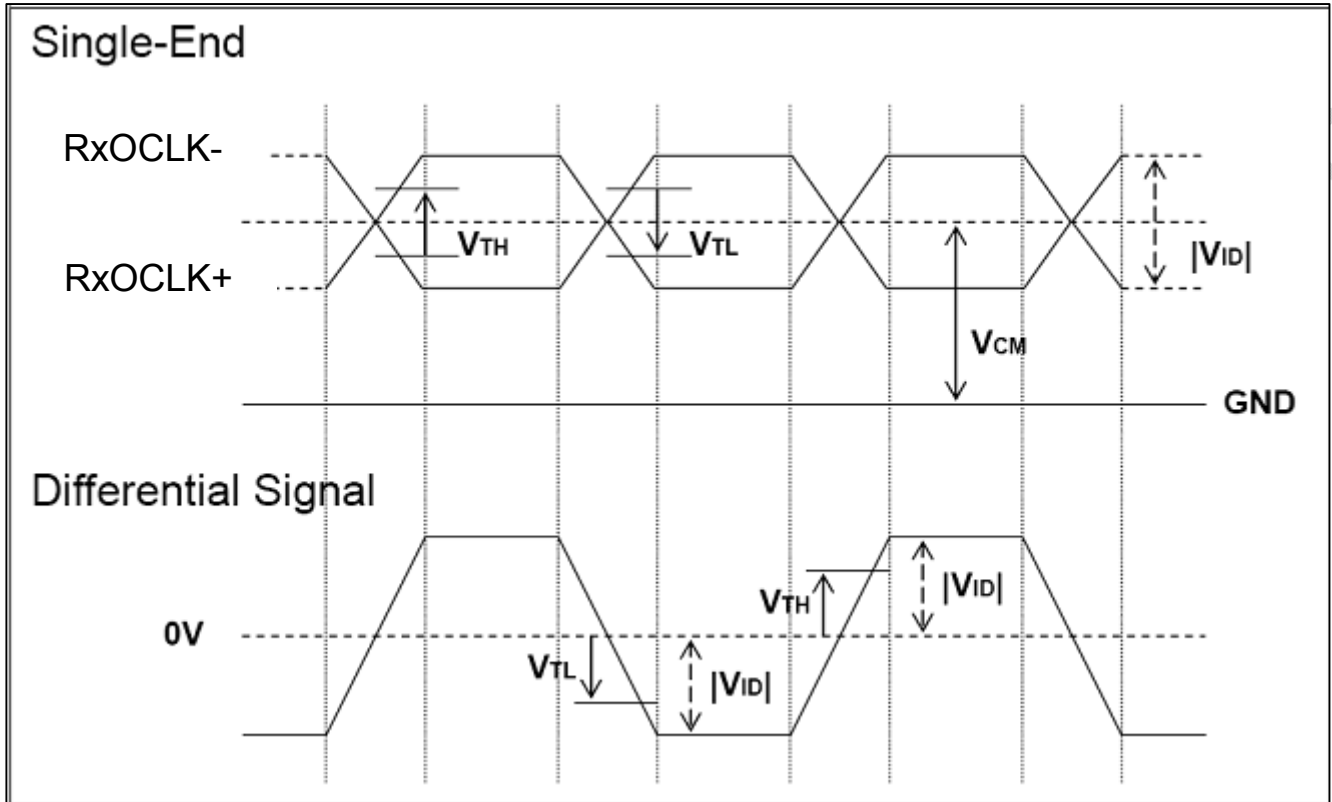 Single-End
RxOCLK-
VTH
VTL
|VID|
RxOCLK+
VCM
GND
Differential Signal
VTH
|VID|
0V
VTL
|VID|